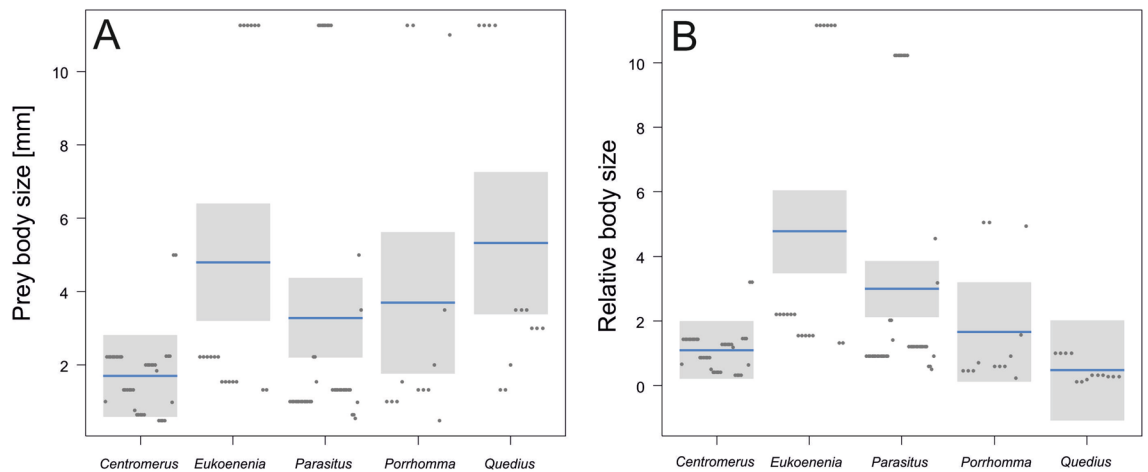 A
Prey body size [mm]
10
8
6
4
2
Centromerus Eukoenenia Parasitus Porrhomma Quedius
B
Relative body size
10
8
6
4
2
0
Centromerus Eukoenenia Parasitus Porrhomma Quedius